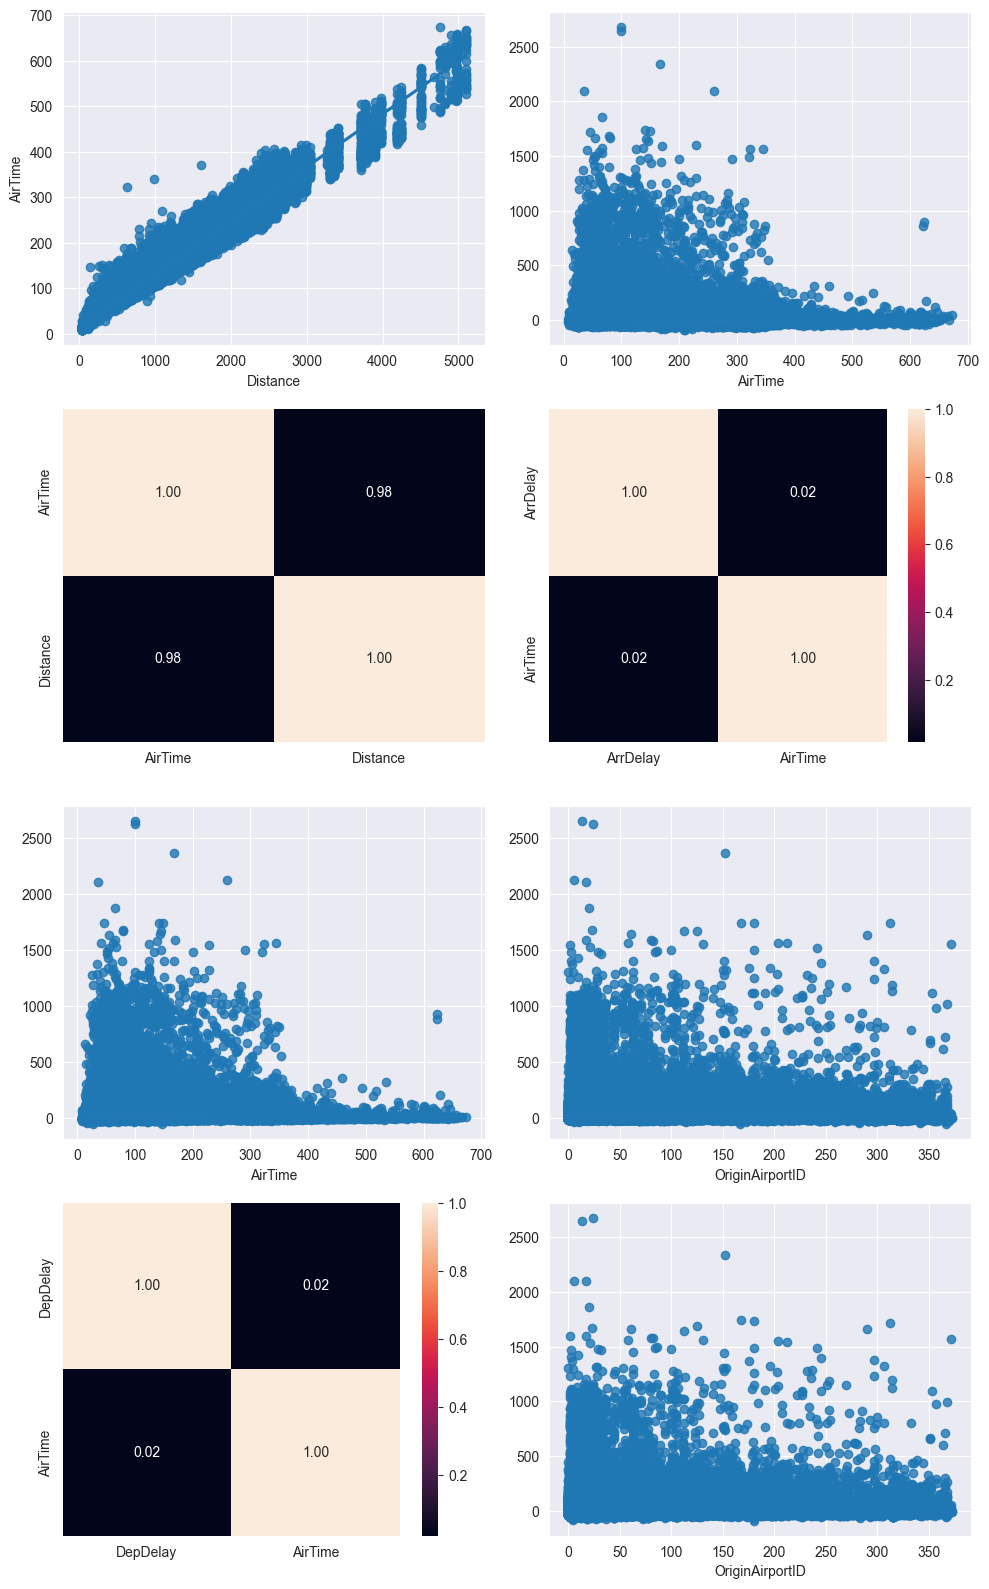 700
600
500
400
300
200
100
0
AirTime
0 1000 2000 3000 4000 5000
Distance
2500
2000
1500
1000
500
0
0 100 200 300 400 500 600 700
AirTime
AirTime
Distance
1.00 0.98
0.98 1.00
AirTime Distance
ArrDelay
AirTime
1.00 0.02
0.02 1.00
ArrDelay AirTime
1.0
0.8
0.6
0.4
0.2
2500
2000
1500
1000
500
0
0 100 200 300 400 500 600 700
AirTime
2500
2000
1500
1000
500
0
0 50 100 150 200 250 300 350
OriginAirportID
DepDelay
AirTime
1.00 0.02
0.02 1.00
DepDelay AirTime
1.0
0.8
0.6
0.4
0.2
2500
2000
1500
1000
500
0
0 50 100 150 200 250 300 350
OriginAirportID